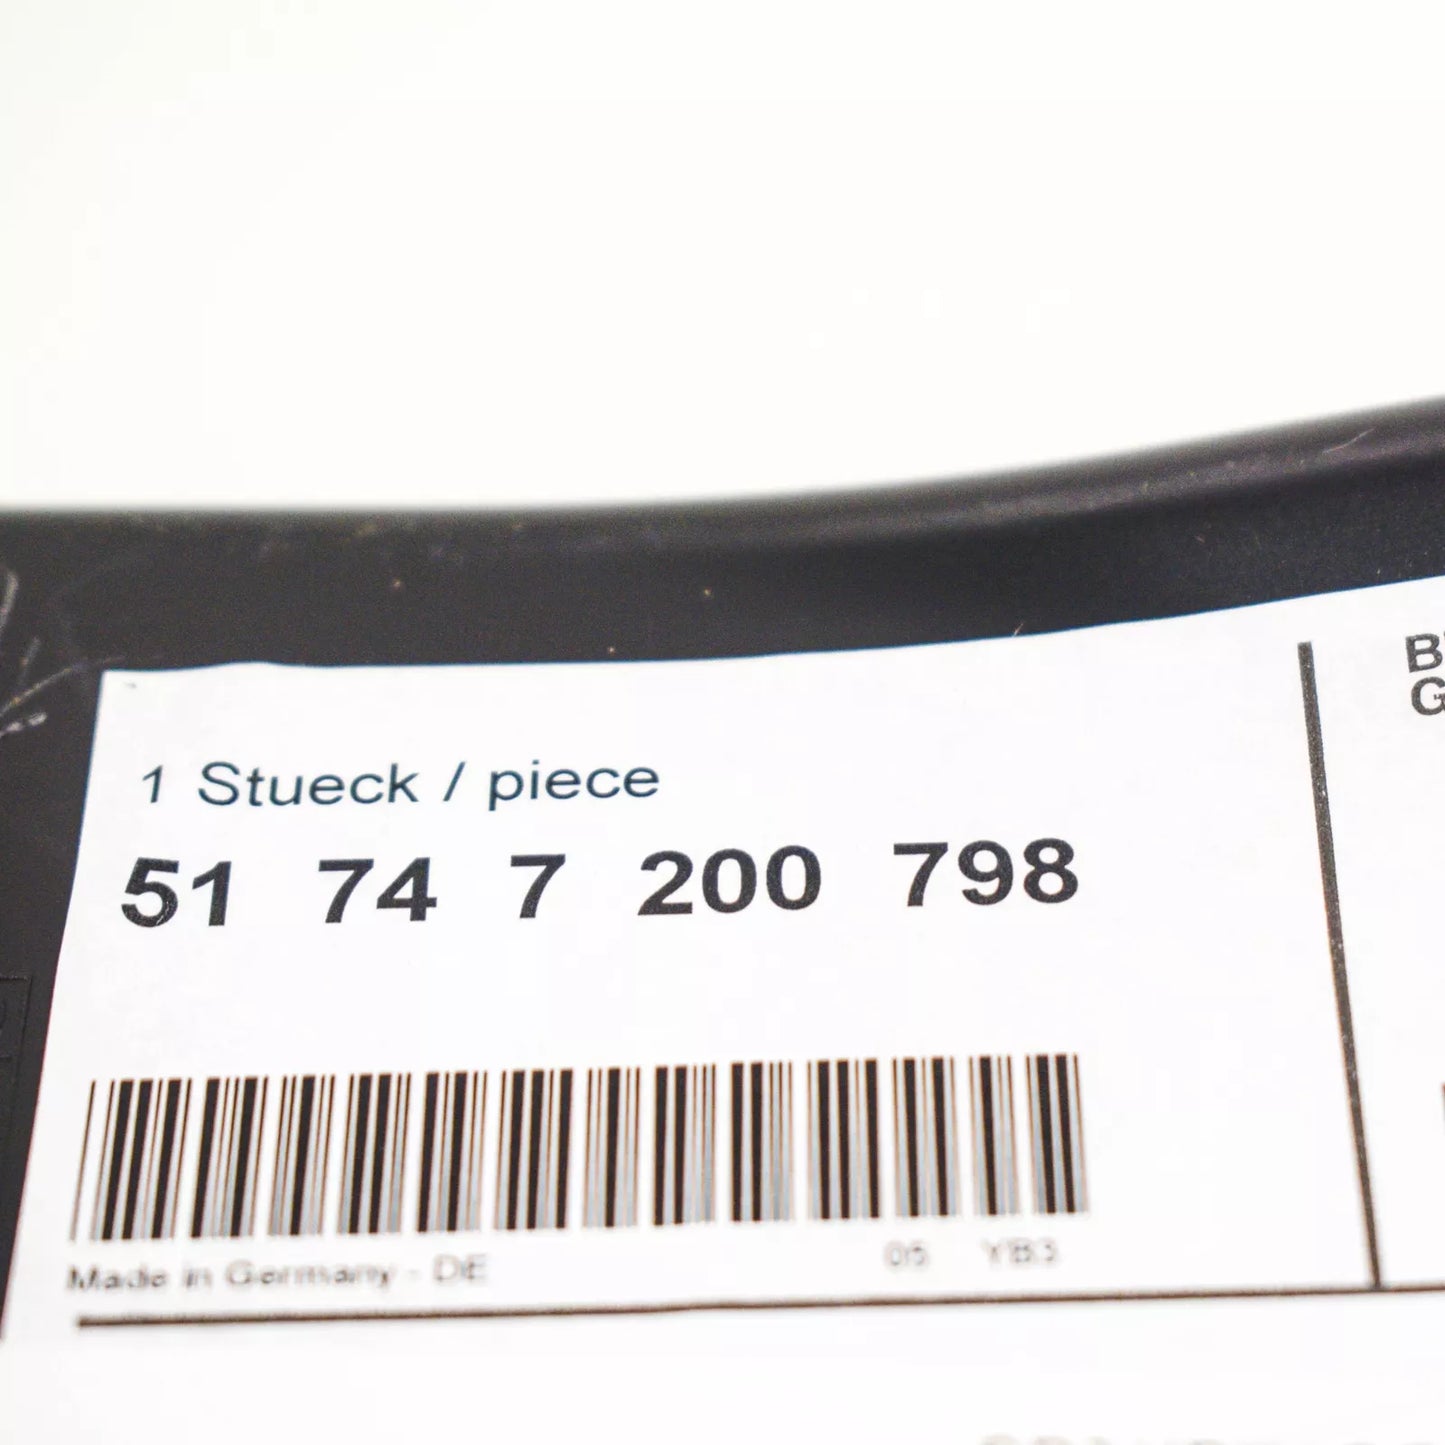 1 Stueck / piece
51 74 7 200 798
Made in Germany - DE
05 YB3